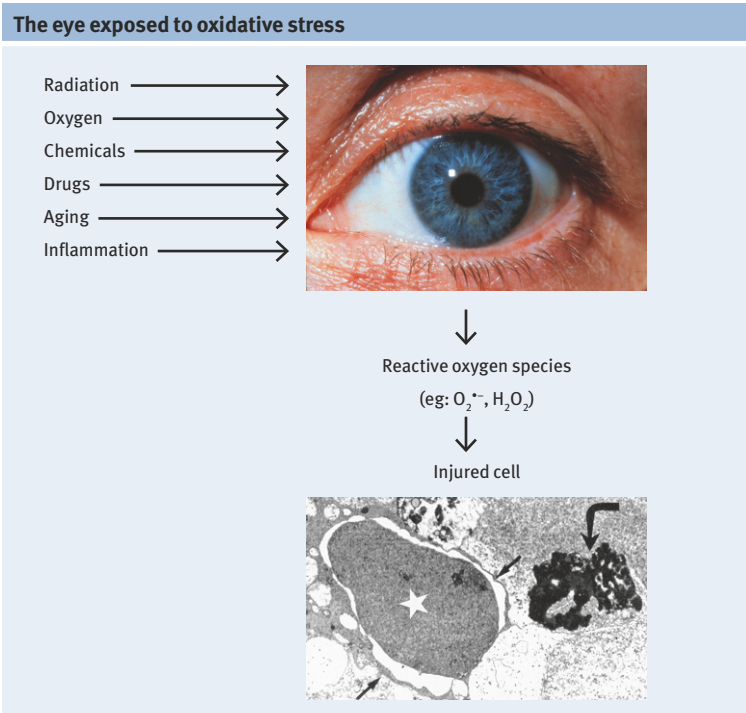 The eye exposed to oxidative stress
Radiation
Oxygen
Chemicals
Drugs
Aging
Inflammation
Reactive oxygen species
(eg: O₂•−, H₂O₂)
Injured cell